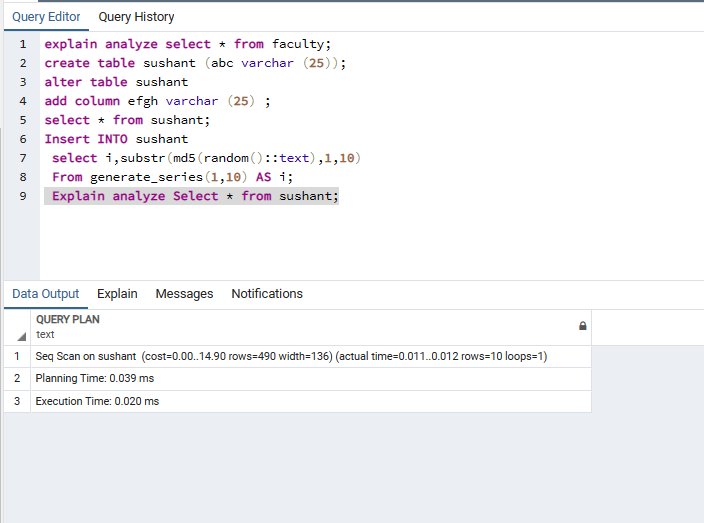 Query Editor Query History
1 explain analyze select * from faculty;
2 create table sushant (abc varchar (25));
3 alter table sushant
4 add column efgh varchar (25) ;
5 select * from sushant;
6 Insert INTO sushant
7 select i,substr(md5(random()::text),1,10)
8 From generate_series(1,10) AS i;
9 Explain analyze Select * from sushant;
Data Output Explain Messages Notifications
QUERY PLAN
text
1 Seq Scan on sushant (cost=0.00..14.90 rows=490 width=136) (actual time=0.011..0.012 rows=10 loops=1)
2 Planning Time: 0.039 ms
3 Execution Time: 0.020 ms